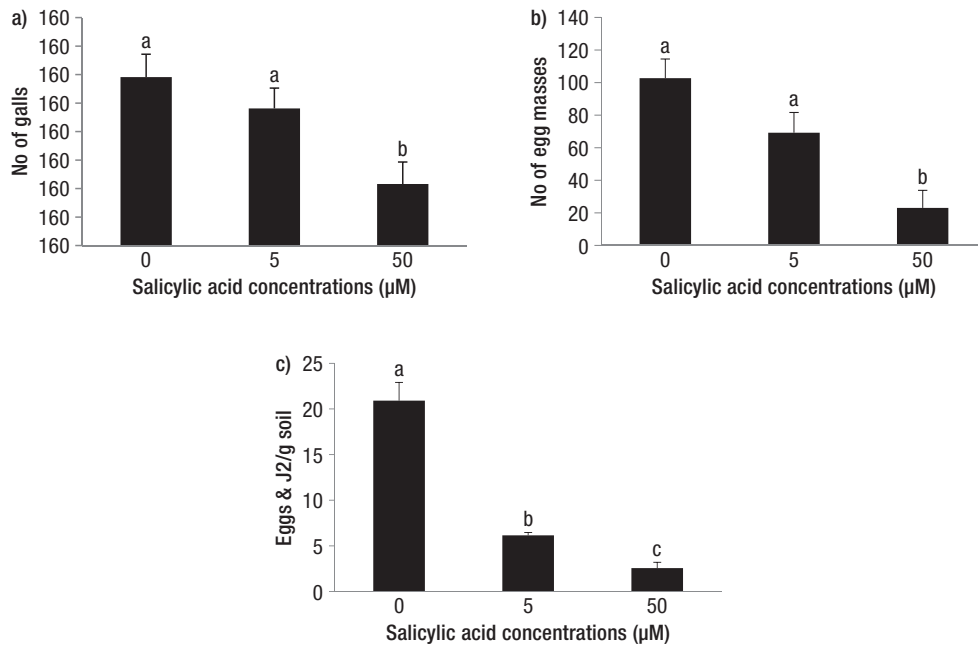 a)
No of galls
160
160
160
160
160
160
160
160
160
a
a
b
0 5 50
Salicylic acid concentrations (µM)
b)
No of egg masses
140
120
100
80
60
40
20
0
a
a
b
0 5 50
Salicylic acid concentrations (µM)
c)
Eggs & J2/g soil
25
20
15
10
5
0
a
b
c
0 5 50
Salicylic acid concentrations (µM)